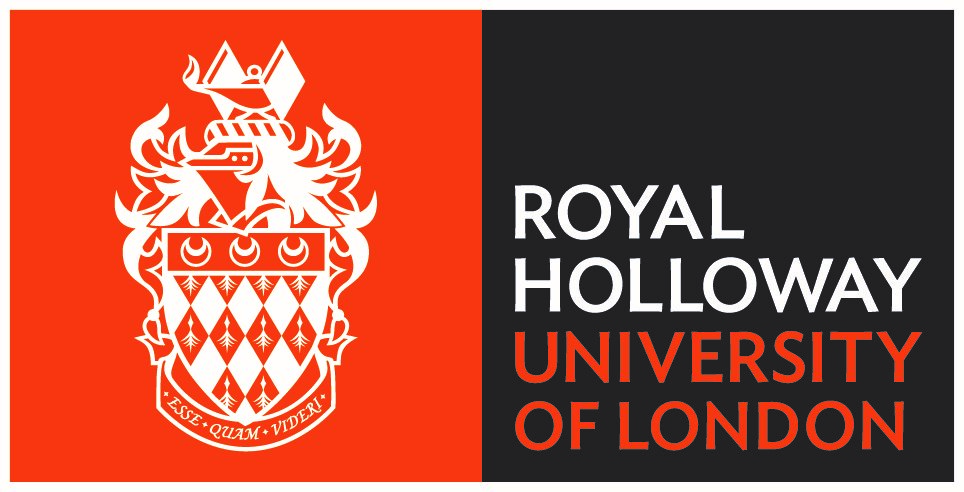 ESSE QUAM VIDERI
ROYAL
HOLLOWAY
UNIVERSITY
OF LONDON